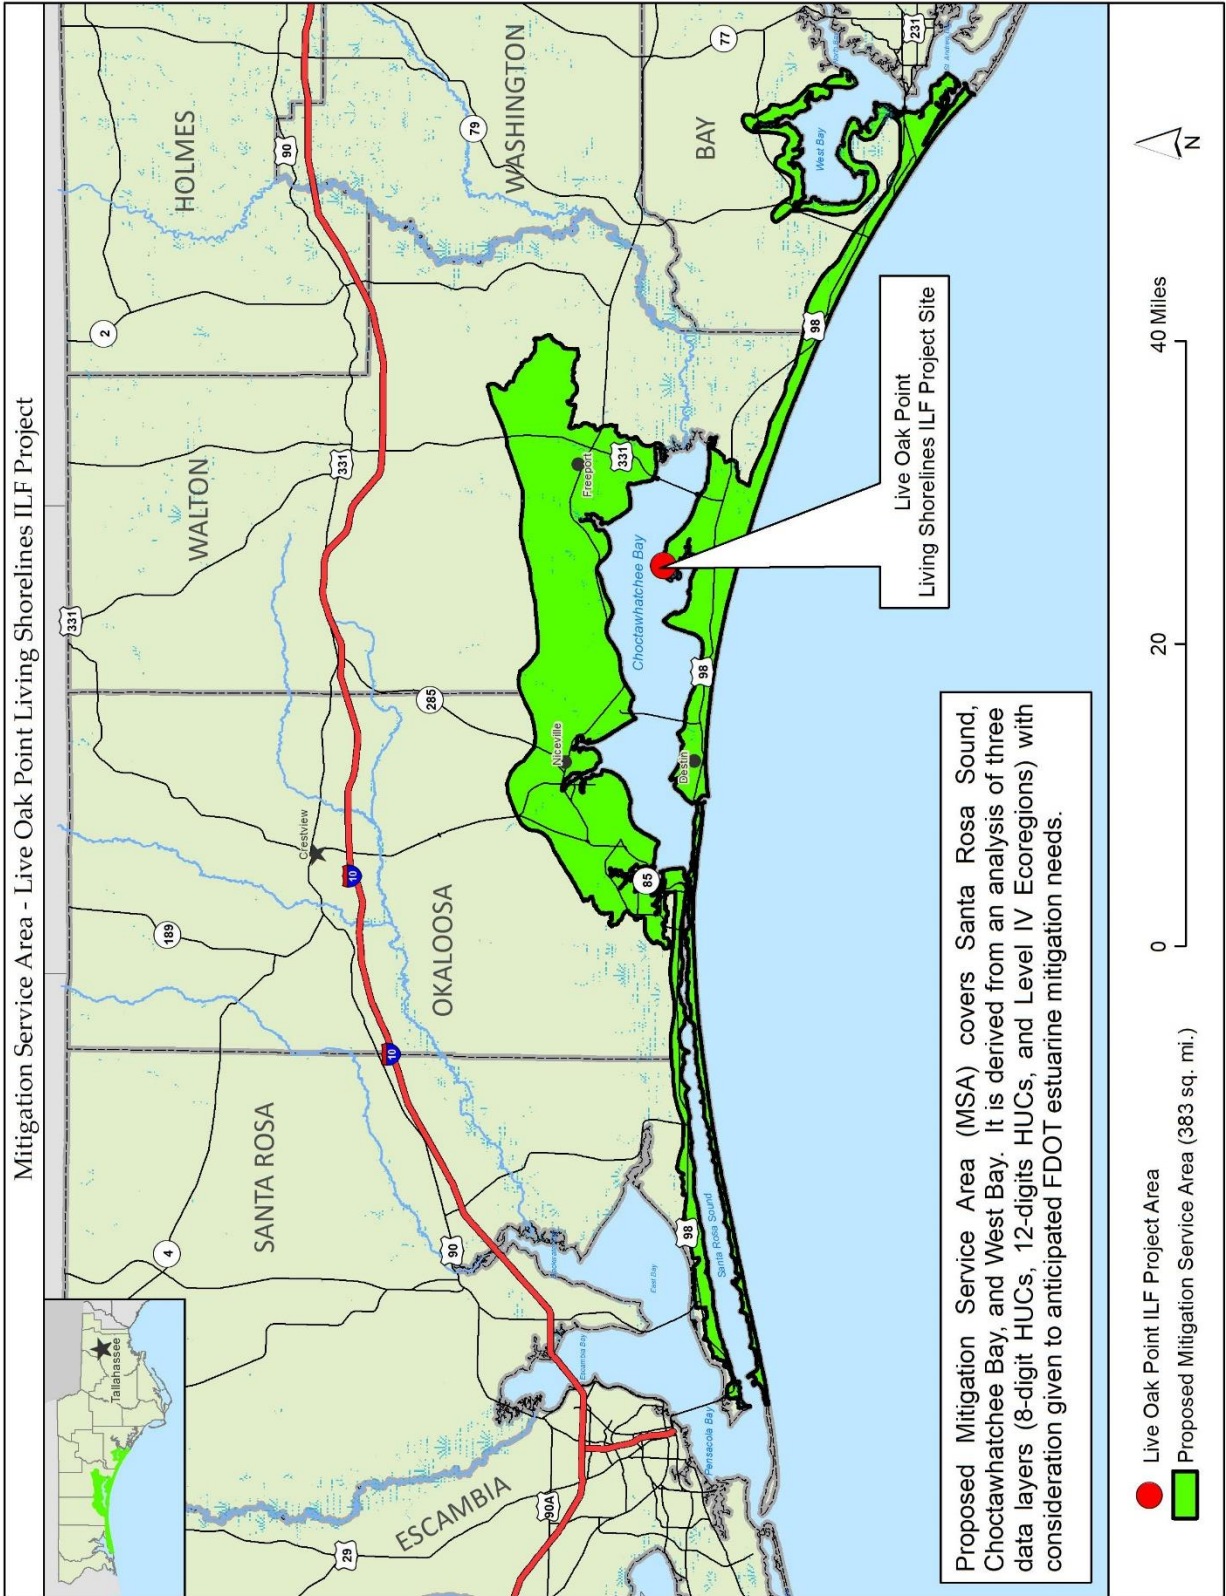 Mitigation Service Area - Live Oak Point Living Shorelines ILF Project
Tallahassee
HOLMES
WASHINGTON
BAY
WALTON
OKALOOSA
SANTA ROSA
ESCAMBIA
2
90
79
77
231
331
331
331
285
189
10
10
4
90
90A
29
85
98
98
98
Crestview
Niceville
Freeport
Destin
West Bay
Choctawhatchee Bay
Santa Rosa Sound
East Bay
Escambia Bay
Pensacola Bay
Live Oak Point
Living Shorelines ILF Project Site
Proposed Mitigation Service Area (MSA) covers Santa Rosa Sound,
Choctawhatchee Bay, and West Bay. It is derived from an analysis of three
data layers (8-digit HUCs, 12-digits HUCs, and Level IV Ecoregions) with
consideration given to anticipated FDOT estuarine mitigation needs.
Live Oak Point ILF Project Area
Proposed Mitigation Service Area (383 sq. mi.)
0 20 40 Miles
N